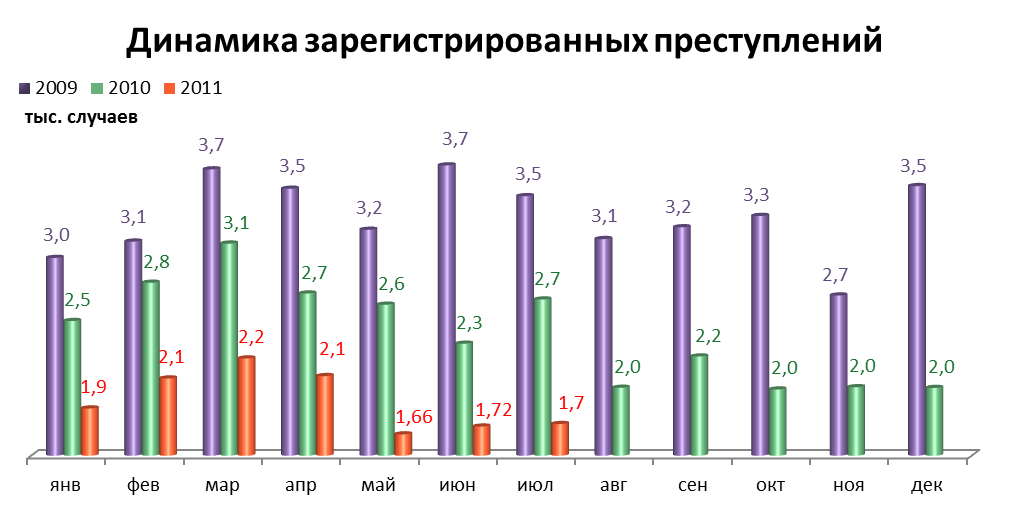 Динамика зарегистрированных преступлений
2009 2010 2011
тыс. случаев
3,0 2,5 1,9
3,1 2,8 2,1
3,7 3,1 2,2
3,5 2,7 2,1
3,2 2,6 1,66
3,7 2,3 1,72
3,5 2,7 1,7
3,1 2,0
3,2 2,2
3,3 2,0
2,7 2,0
3,5 2,0
янв фев мар апр май июн июл авг сен окт ноя дек